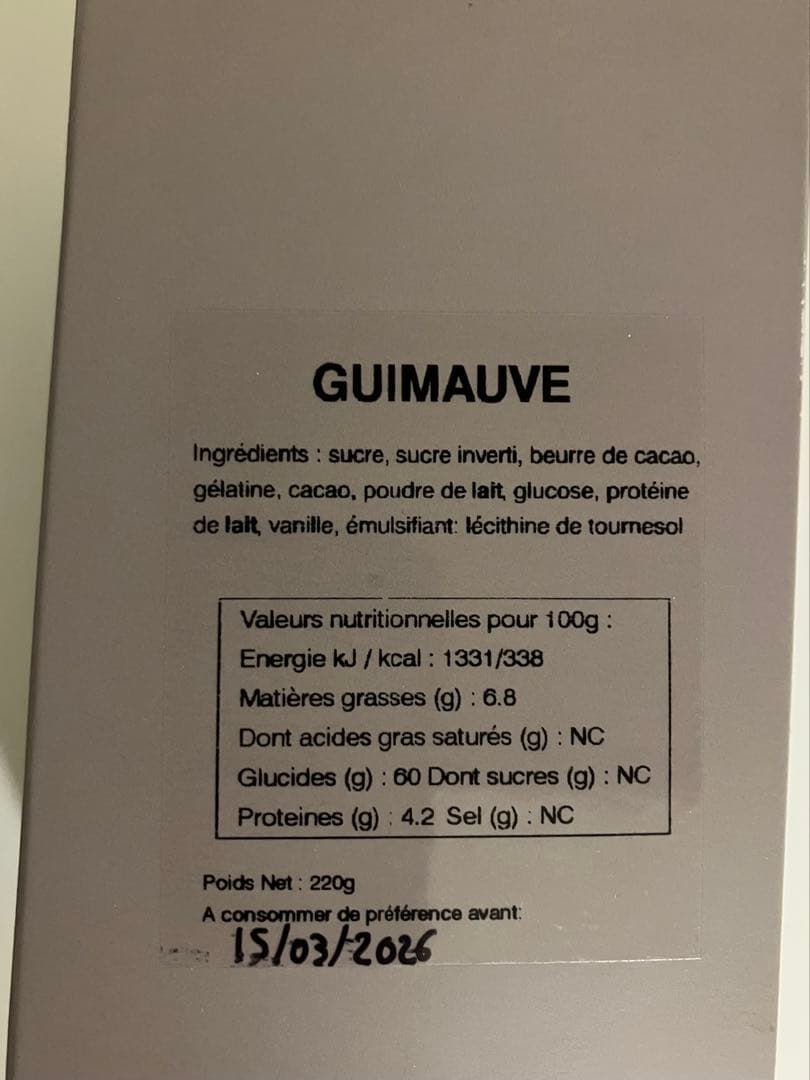 GUIMAUVE
Ingrédients : sucre, sucre inverti, beurre de cacao,
gélatine, cacao, poudre de lait, glucose, protéine
de lait, vanille, émulsifiant: lécithine de tournesol
Valeurs nutritionnelles pour 100g :
Energie kJ / kcal : 1331/338
Matières grasses (g) : 6.8
Dont acides gras saturés (g) : NC
Glucides (g) : 60 Dont sucres (g) : NC
Proteines (g) : 4.2 Sel (g) : NC
Poids Net : 220g
A consommer de préférence avant:
15/03/2026